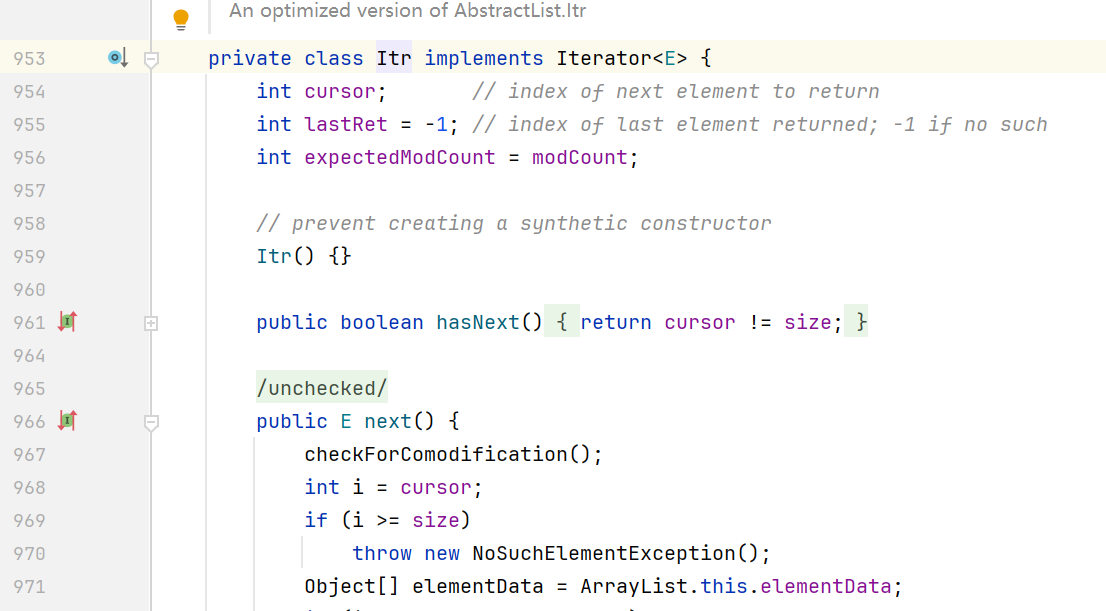 An optimized version of AbstractList.Itr
953 private class Itr implements Iterator<E> {
954 int cursor; // index of next element to return
955 int lastRet = -1; // index of last element returned; -1 if no such
956 int expectedModCount = modCount;
957
958 // prevent creating a synthetic constructor
959 Itr() {}
960
961 public boolean hasNext() { return cursor != size; }
964
965 /unchecked/
966 public E next() {
967 checkForComodification();
968 int i = cursor;
969 if (i >= size)
970 throw new NoSuchElementException();
971 Object[] elementData = ArrayList.this.elementData;